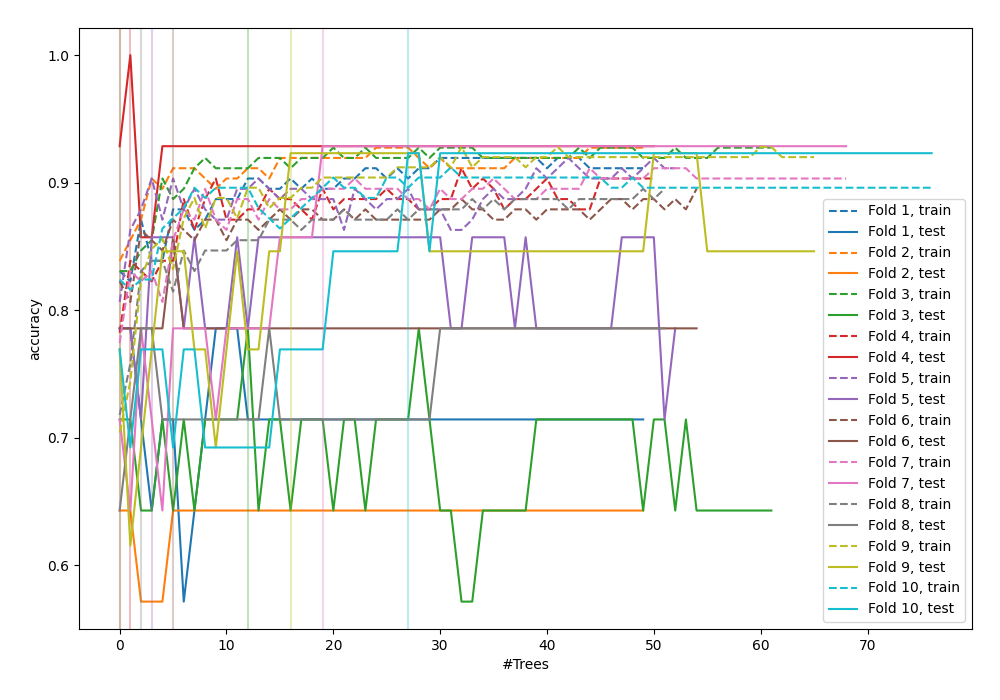 1.0
0.9
0.8
0.7
0.6
accuracy
0
10
20
30
40
50
60
70
#Trees
Fold 1, train
Fold 1, test
Fold 2, train
Fold 2, test
Fold 3, train
Fold 3, test
Fold 4, train
Fold 4, test
Fold 5, train
Fold 5, test
Fold 6, train
Fold 6, test
Fold 7, train
Fold 7, test
Fold 8, train
Fold 8, test
Fold 9, train
Fold 9, test
Fold 10, train
Fold 10, test